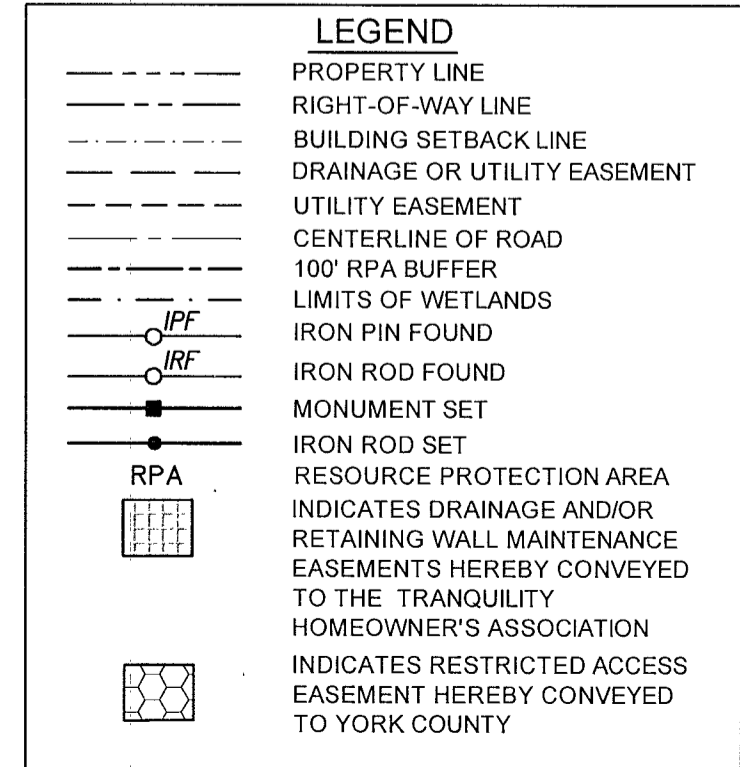 LEGEND
PROPERTY LINE
RIGHT-OF-WAY LINE
BUILDING SETBACK LINE
DRAINAGE OR UTILITY EASEMENT
UTILITY EASEMENT
CENTERLINE OF ROAD
100' RPA BUFFER
LIMITS OF WETLANDS
IPF IRON PIN FOUND
IRF IRON ROD FOUND
MONUMENT SET
IRON ROD SET
RPA RESOURCE PROTECTION AREA
INDICATES DRAINAGE AND/OR
RETAINING WALL MAINTENANCE
EASEMENTS HEREBY CONVEYED
TO THE TRANQUILITY
HOMEOWNER'S ASSOCIATION
INDICATES RESTRICTED ACCESS
EASEMENT HEREBY CONVEYED
TO YORK COUNTY